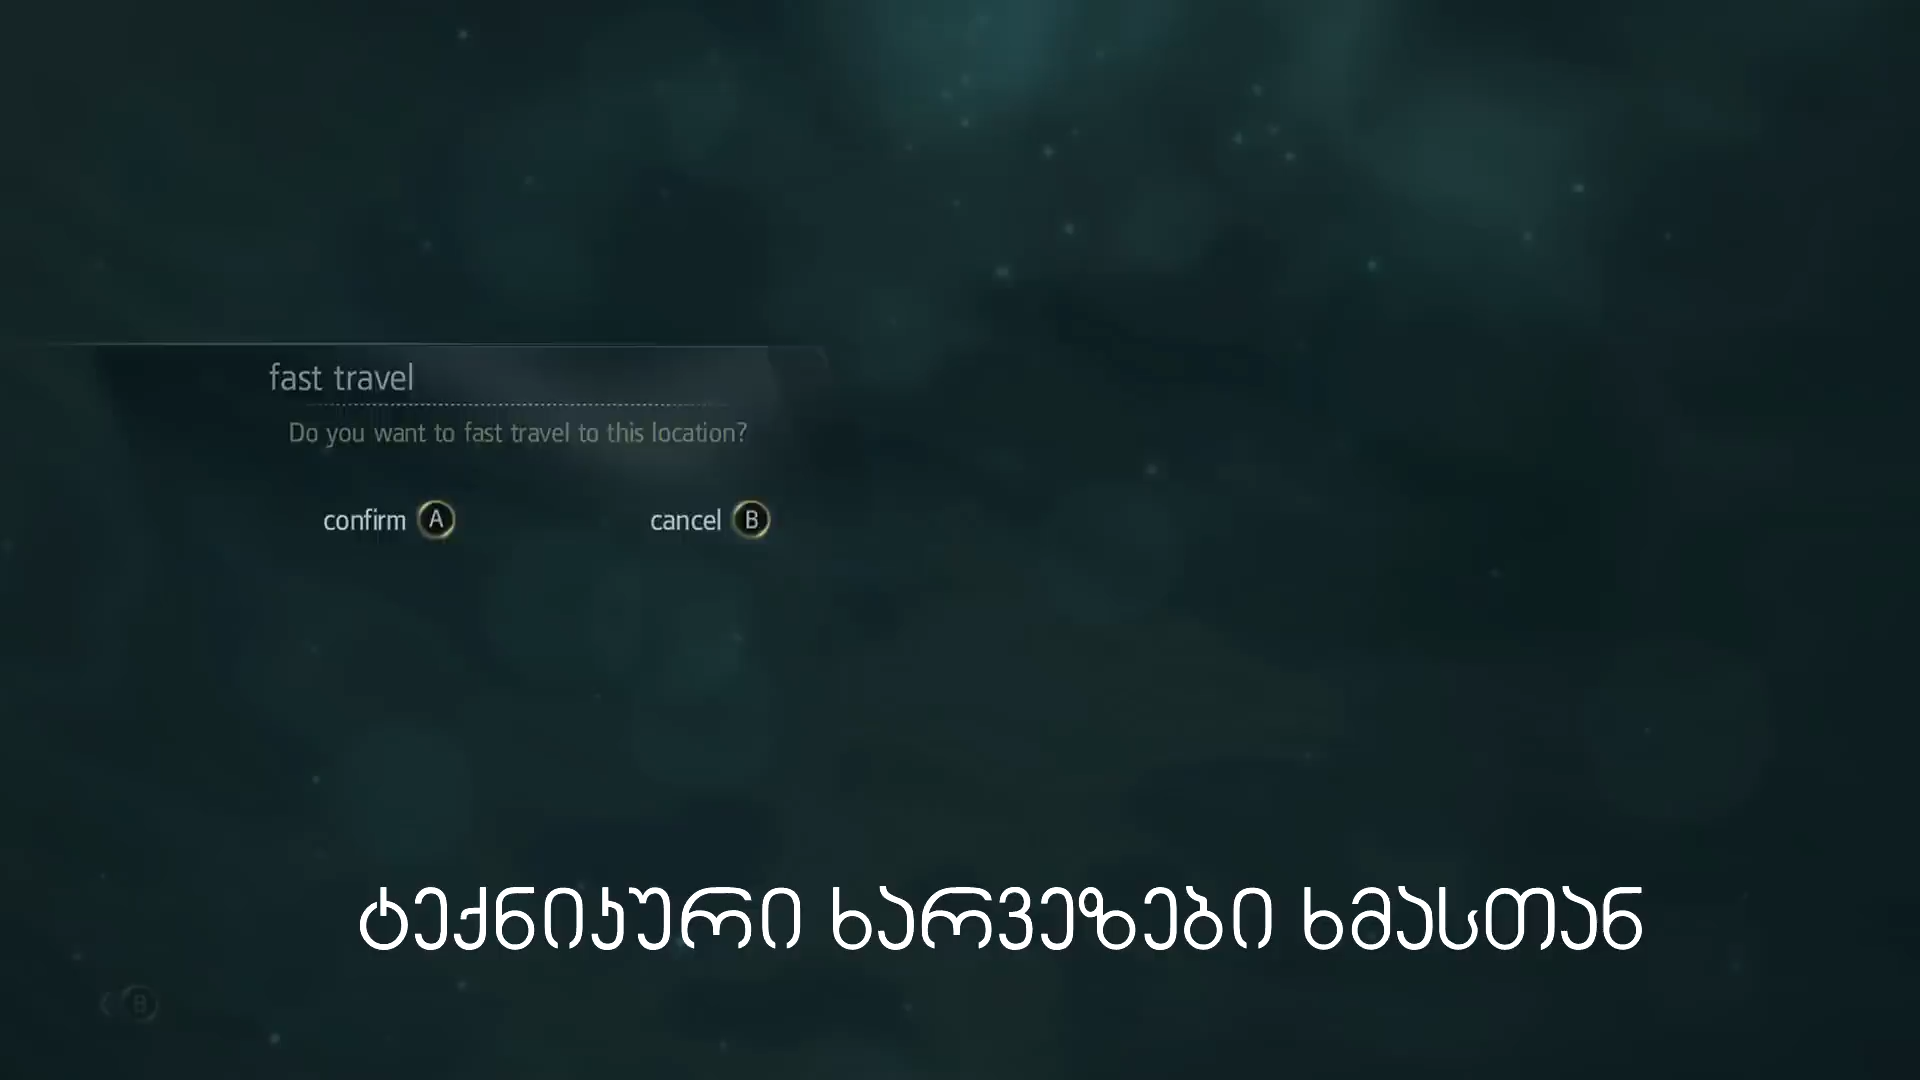 fast travel
Do you want to fast travel to this location?
confirm A
cancel B
ტექნიკური ხარვეზები ხმასთან
B